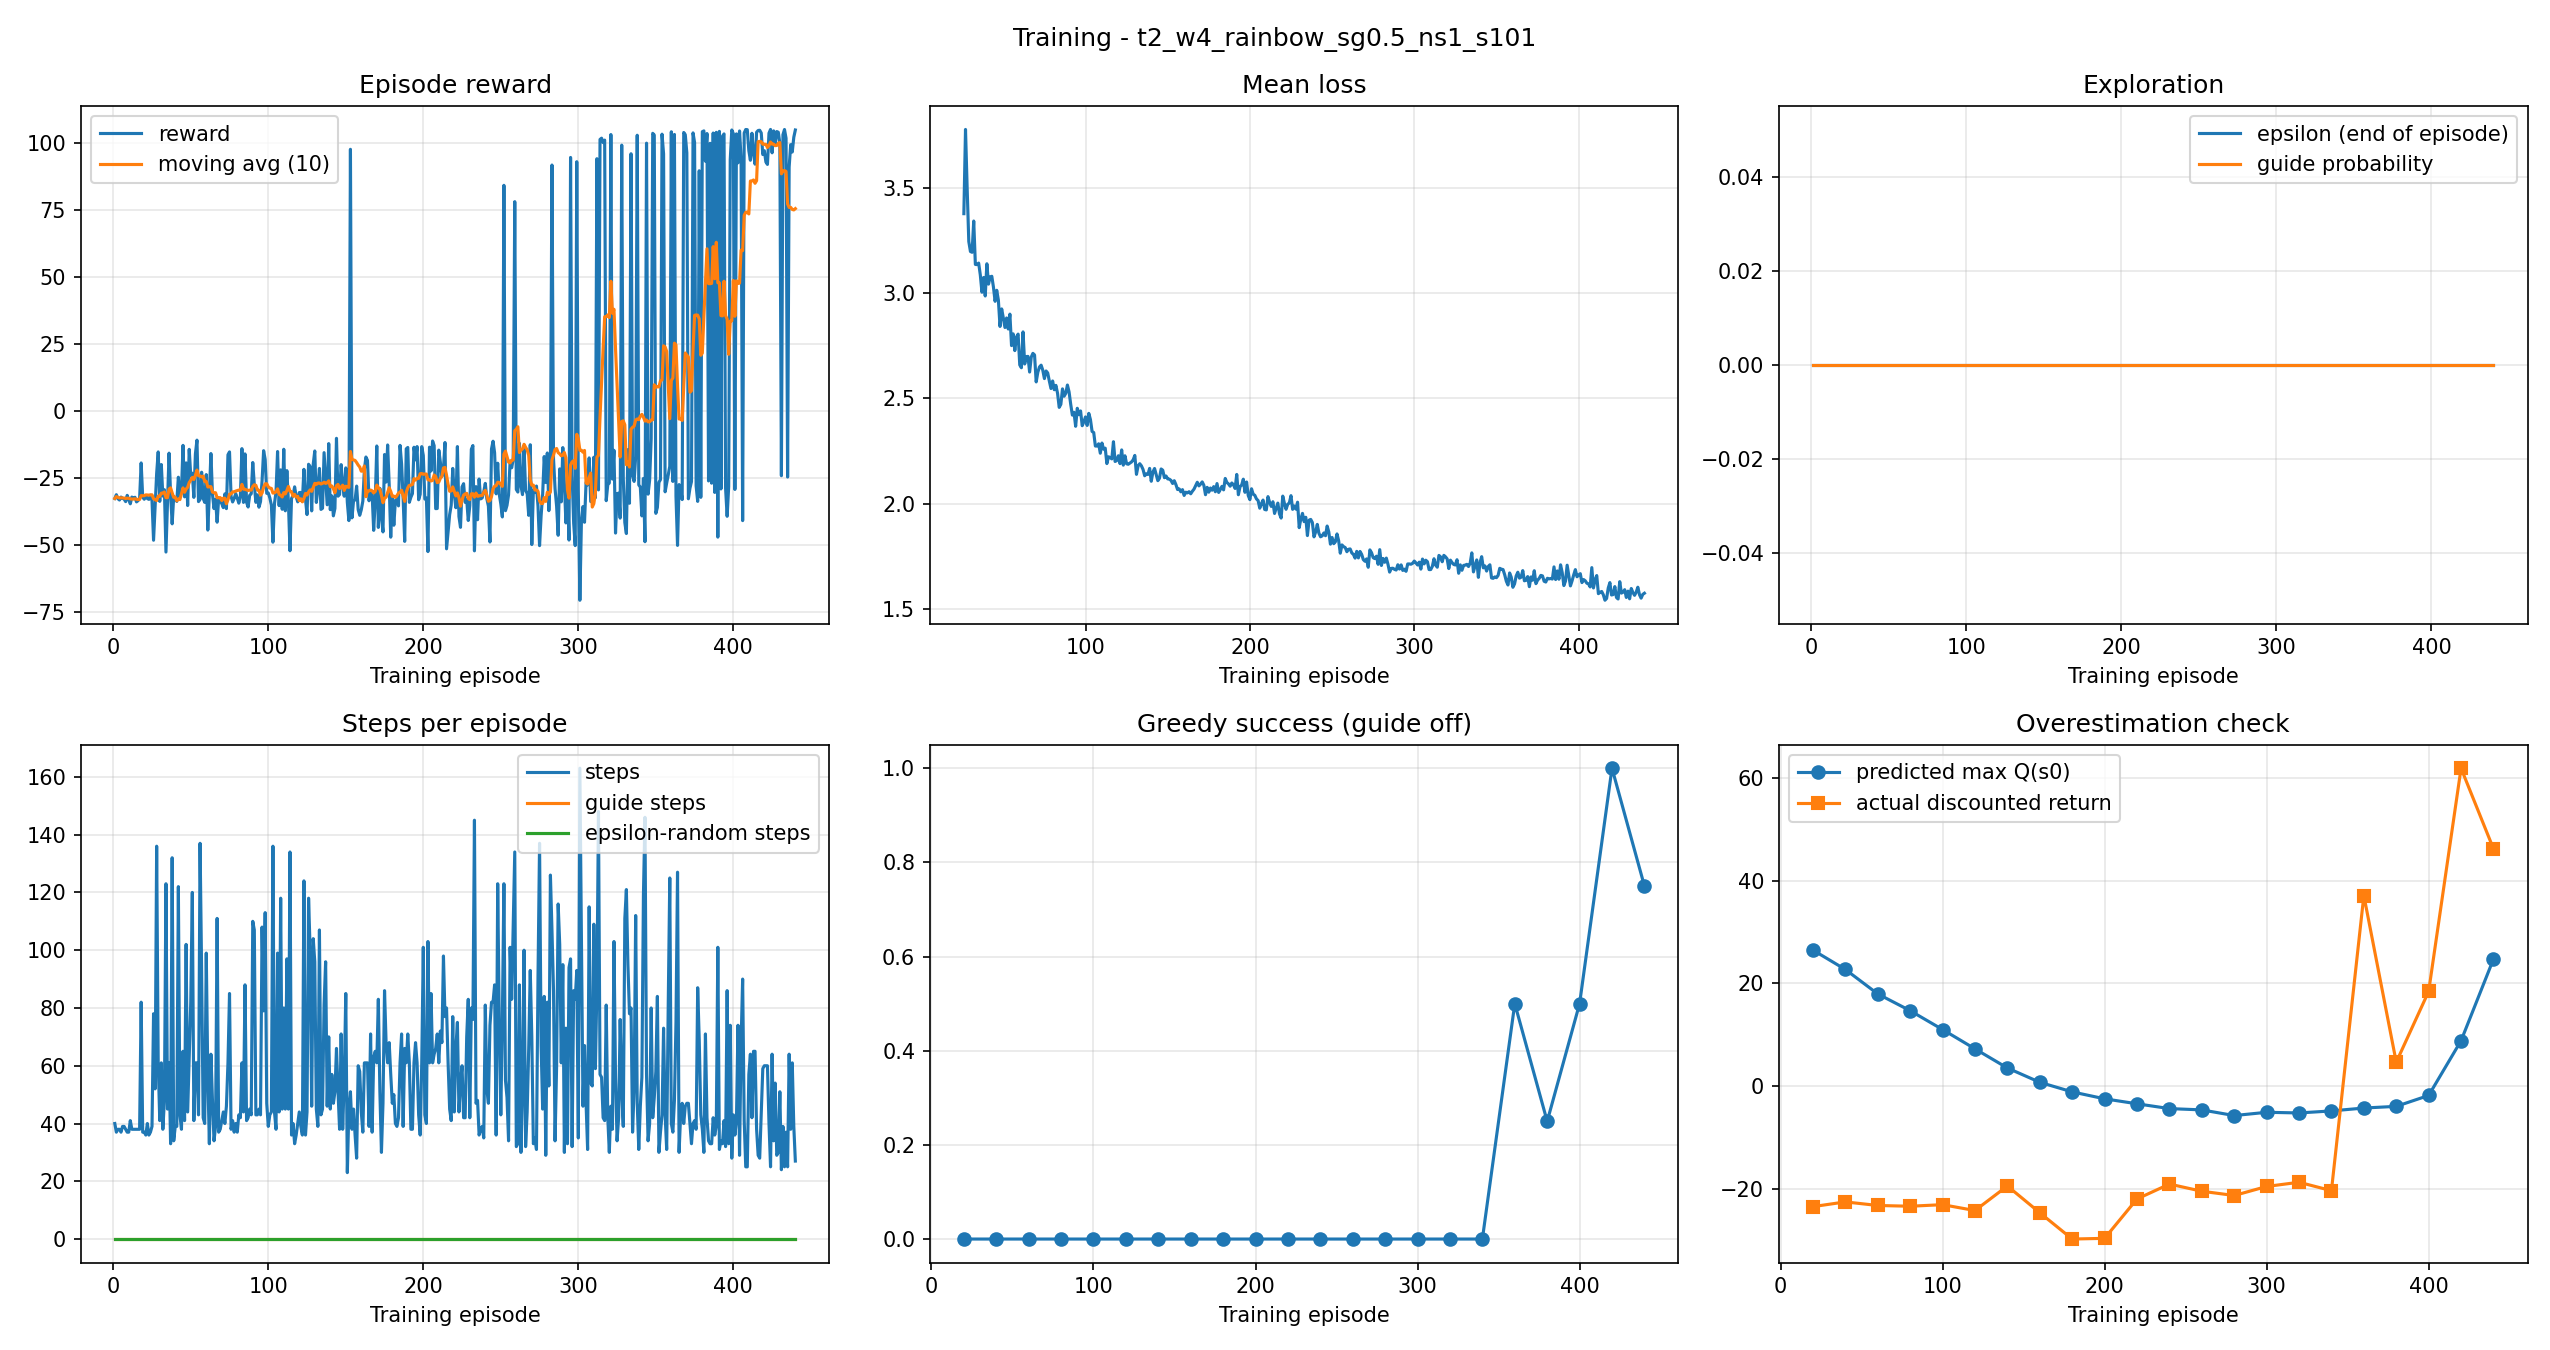 Training - t2_w4_rainbow_sg0.5_ns1_s101
Episode reward
reward
moving avg (10)
100
75
50
25
0
−25
−50
−75
0 100 200 300 400
Training episode
Mean loss
3.5
3.0
2.5
2.0
1.5
100 200 300 400
Training episode
Exploration
epsilon (end of episode)
guide probability
0.04
0.02
0.00
−0.02
−0.04
0 100 200 300 400
Training episode
Steps per episode
steps
guide steps
epsilon-random steps
160
140
120
100
80
60
40
20
0
0 100 200 300 400
Training episode
Greedy success (guide off)
1.0
0.8
0.6
0.4
0.2
0.0
0 100 200 300 400
Training episode
Overestimation check
predicted max Q(s0)
actual discounted return
60
40
20
0
−20
0 100 200 300 400
Training episode